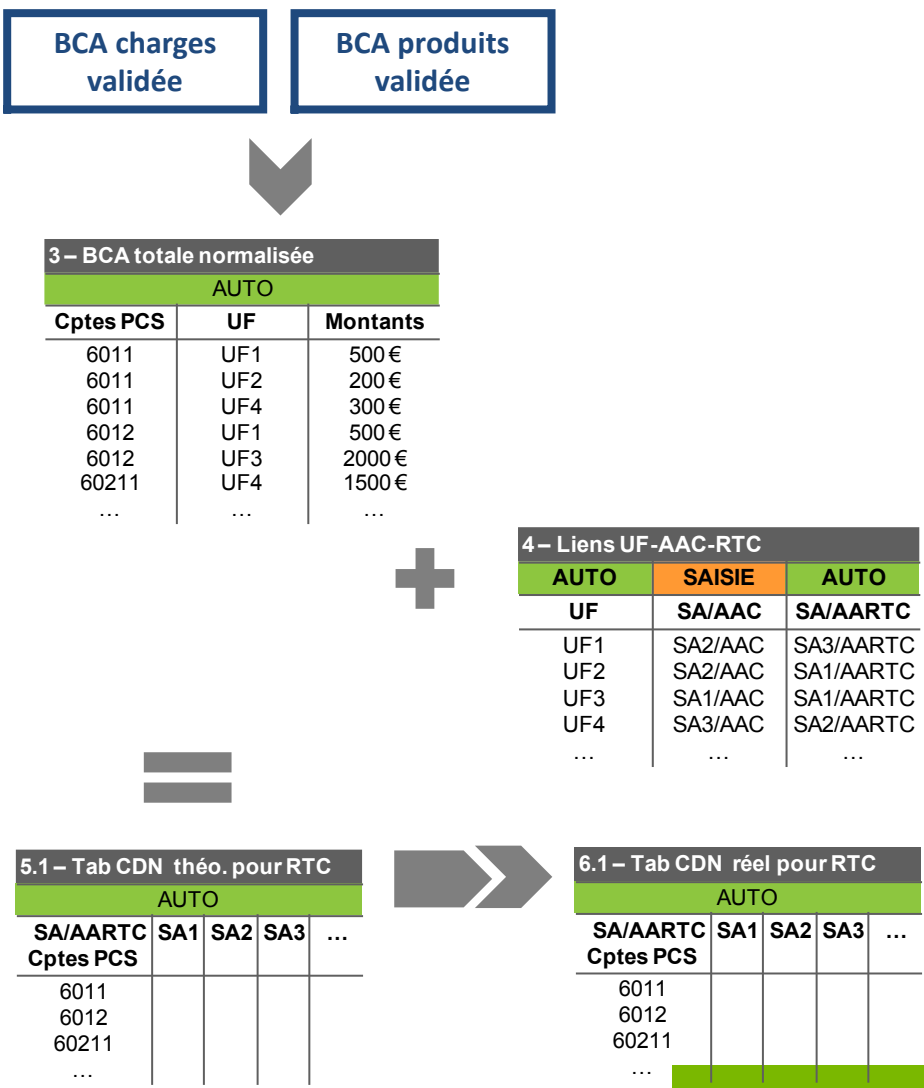 BCA charges
validée
BCA produits
validée
3 – BCA totale normalisée
AUTO
Cptes PCS UF Montants
6011 UF1 500 €
6011 UF2 200 €
6011 UF4 300 €
6012 UF1 500 €
6012 UF3 2000 €
60211 UF4 1500 €
… … …
4 – Liens UF-AAC-RTC
AUTO SAISIE AUTO
UF SA/AAC SA/AARTC
UF1 SA2/AAC SA3/AARTC
UF2 SA2/AAC SA1/AARTC
UF3 SA1/AAC SA1/AARTC
UF4 SA3/AAC SA2/AARTC
… … …
5.1 – Tab CDN théo. pour RTC
AUTO
SA/AARTC SA1 SA2 SA3 …
Cptes PCS
6011
6012
60211
…
6.1 – Tab CDN réel pour RTC
AUTO
SA/AARTC SA1 SA2 SA3 …
Cptes PCS
6011
6012
60211
…